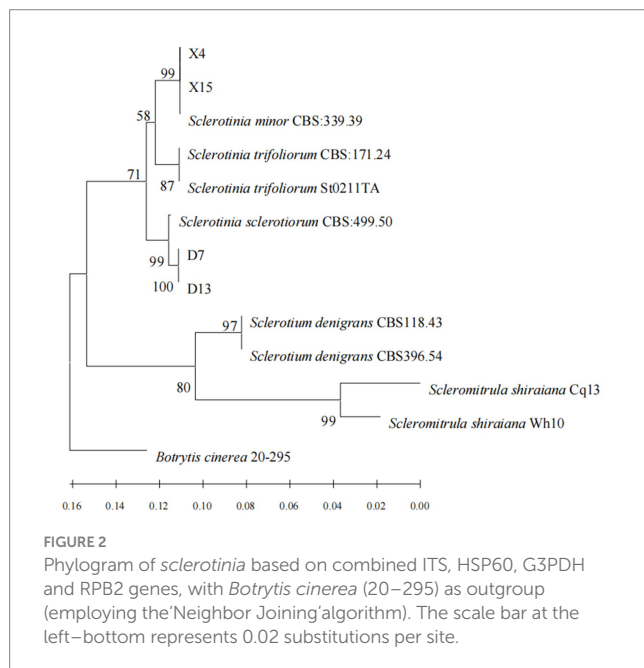 X4
99
X15
58
Sclerotinia minor CBS:339.39
Sclerotinia trifoliorum CBS:171.24
71
87
Sclerotinia trifoliorum St0211TA
Sclerotinia sclerotiorum CBS:499.50
D7
99
100
D13
97
Sclerotium denigrans CBS118.43
Sclerotium denigrans CBS396.54
80
Scleromitrula shiraiana Cq13
99
Scleromitrula shiraiana Wh10
Botrytis cinerea 20-295
0.16 0.14 0.12 0.10 0.08 0.06 0.04 0.02 0.00
FIGURE 2
Phylogram of sclerotinia based on combined ITS, HSP60, G3PDH
and RPB2 genes, with Botrytis cinerea (20–295) as outgroup
(employing the‘Neighbor Joining’algorithm). The scale bar at the
left–bottom represents 0.02 substitutions per site.